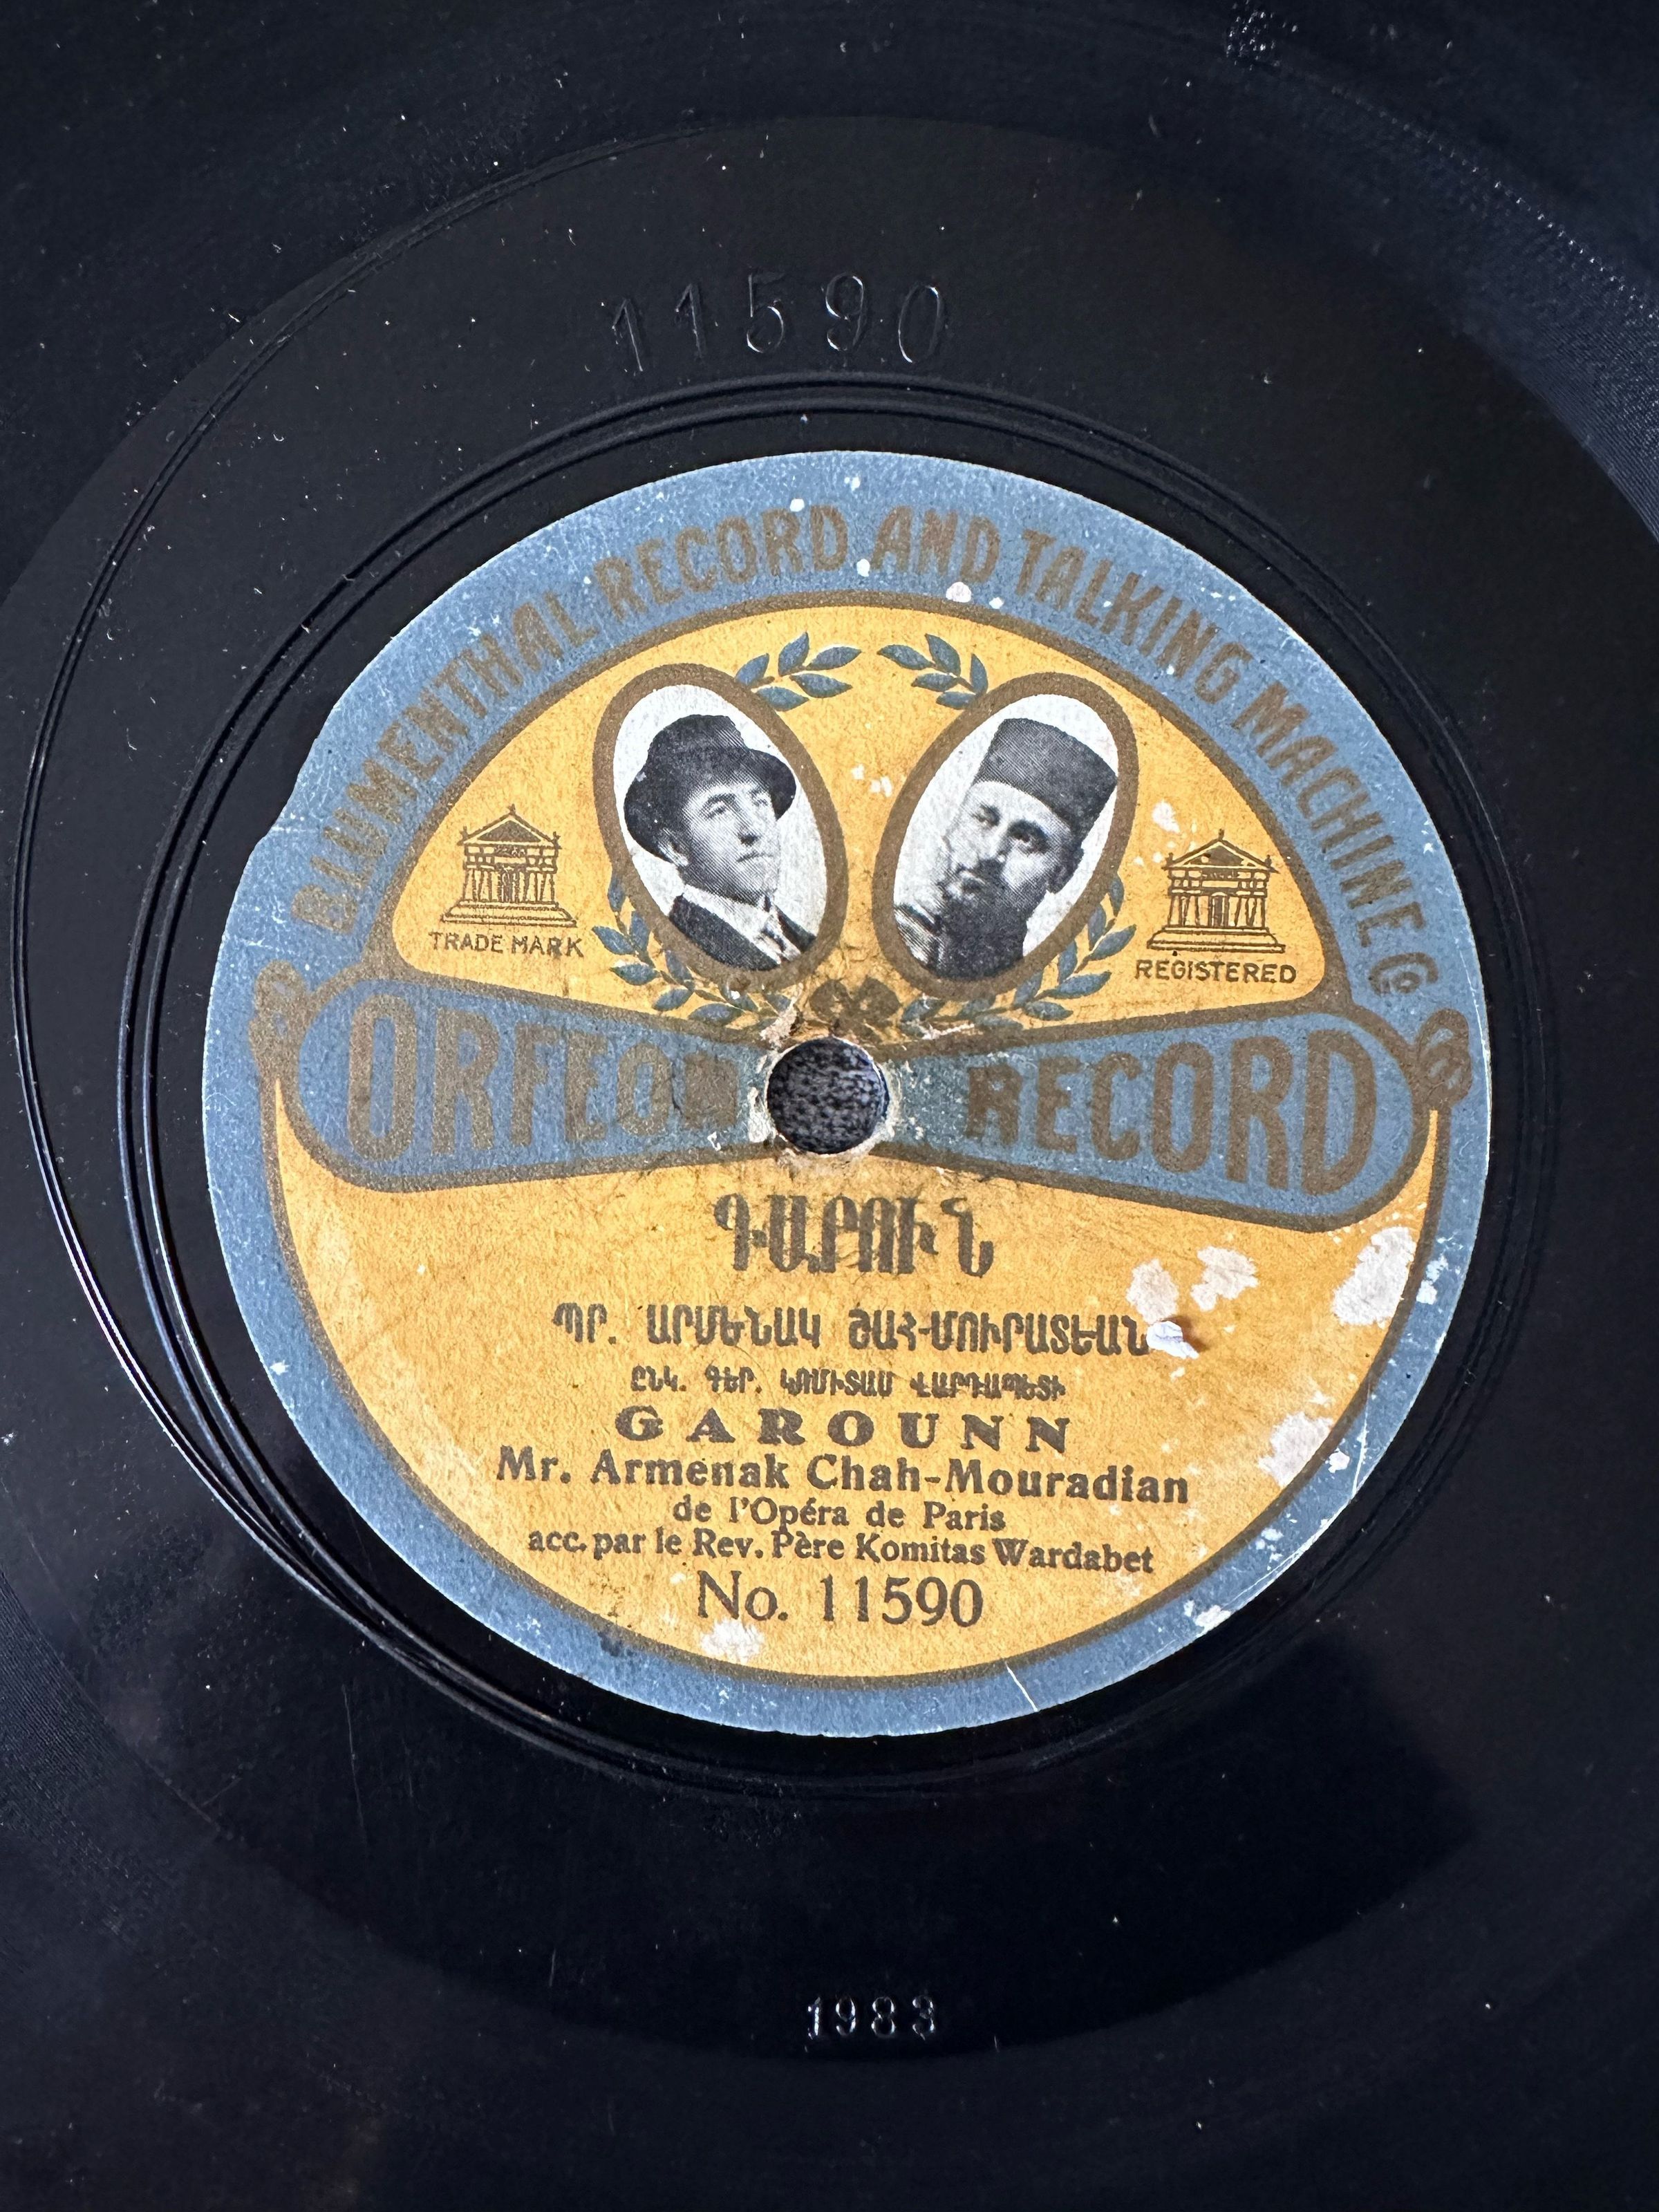 11590
BLUMENTHAL RECORD AND TALKING MACHINE Co
TRADE MARK
REGISTERED
ORFEON RECORD
ԳԱՐՈՒՆ
ՊՐ. ԱՐՄԵՆԱԿ ՇԱՀ-ՄՈՒՐԱՏԵԱՆ
ԸՆԿ. ԳԵՐ. ԿՈՄԻՏԱՍ ՎԱՐԴԱՊԵՏԻ
GAROUNN
Mr. Armenak Chah-Mouradian
de l'Opéra de Paris
acc. par le Rev. Père Komitas Wardabet
No. 11590
1983